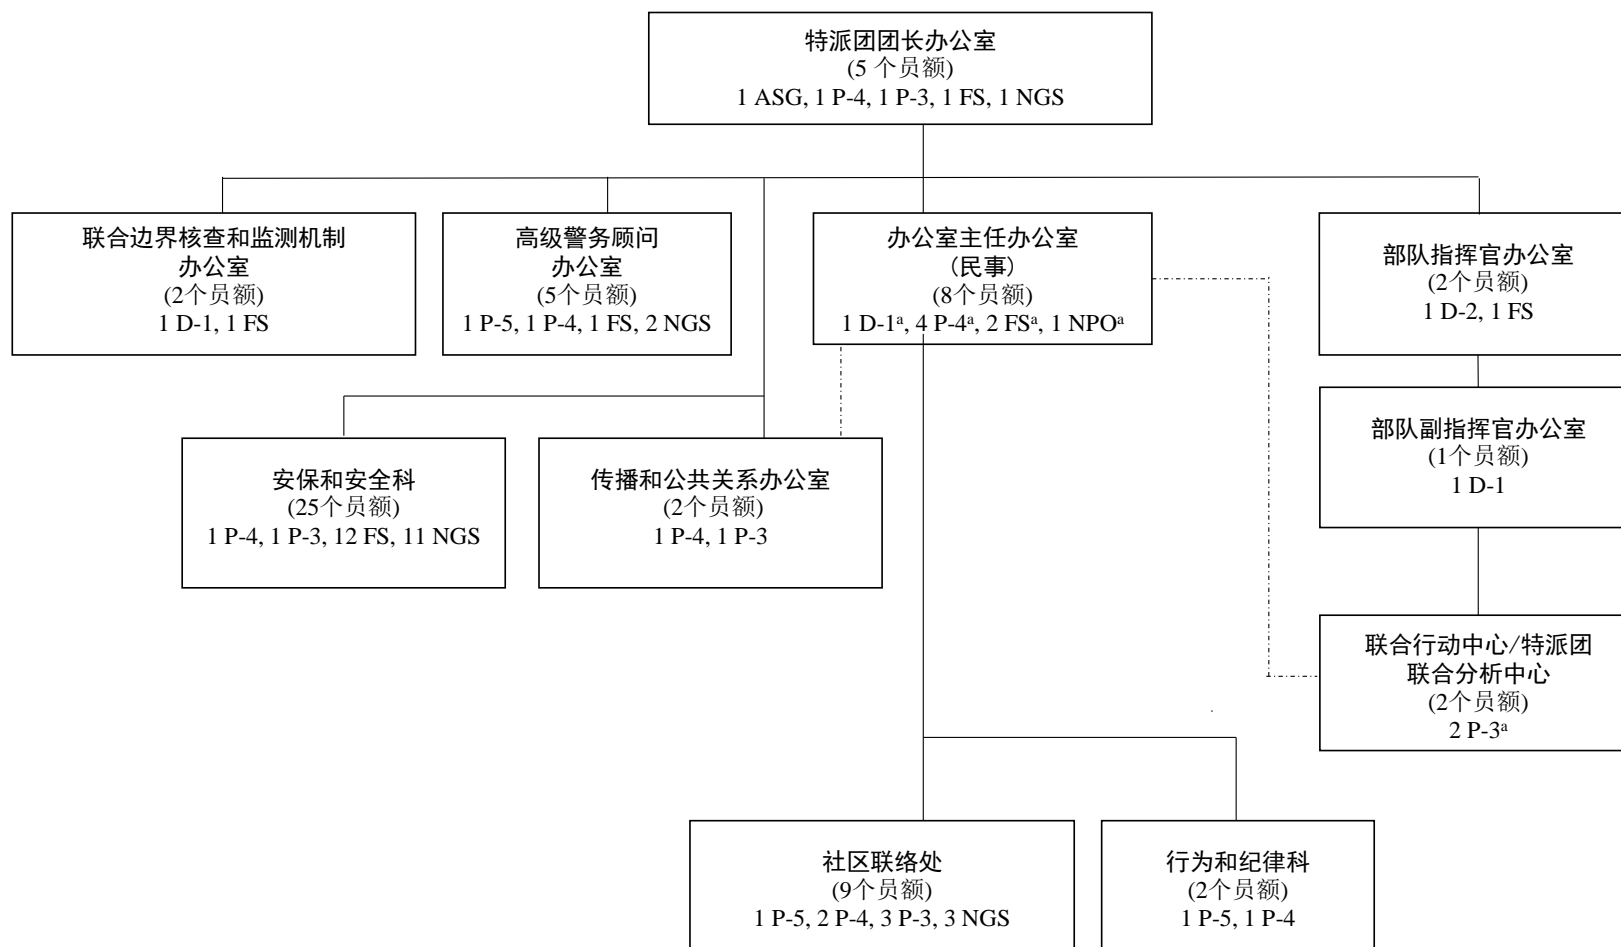 特派团团长办公室
(5 个员额)
1 ASG, 1 P-4, 1 P-3, 1 FS, 1 NGS
联合边界核查和监测机制
办公室
(2个员额)
1 D-1, 1 FS
高级警务顾问
办公室
(5个员额)
1 P-5, 1 P-4, 1 FS, 2 NGS
办公室主任办公室
(民事)
(8个员额)
1 D-1ᵃ, 4 P-4ᵃ, 2 FSᵃ, 1 NPOᵃ
部队指挥官办公室
(2个员额)
1 D-2, 1 FS
部队副指挥官办公室
(1个员额)
1 D-1
安保和安全科
(25个员额)
1 P-4, 1 P-3, 12 FS, 11 NGS
传播和公共关系办公室
(2个员额)
1 P-4, 1 P-3
联合行动中心/特派团
联合分析中心
(2个员额)
2 P-3ᵃ
社区联络处
(9个员额)
1 P-5, 2 P-4, 3 P-3, 3 NGS
行为和纪律科
(2个员额)
1 P-5, 1 P-4